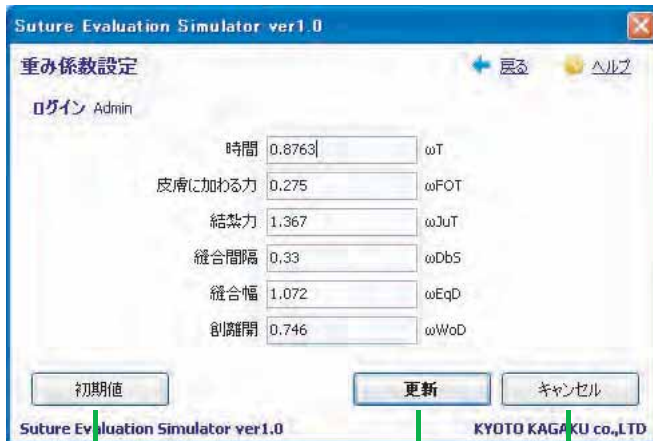 Suture Evaluation Simulator ver1.0
重み係数設定 戻る ヘルプ
ログイン Admin
時間 0.8763 ωT
皮膚に加わる力 0.275 ωFOT
結紮力 1.367 ωJuT
縫合間隔 0.33 ωDbS
縫合幅 1.072 ωEqD
創離開 0.746 ωWoD
初期値 更新 キャンセル
Suture Evaluation Simulator ver1.0 KYOTO KAGAKU co.,LTD